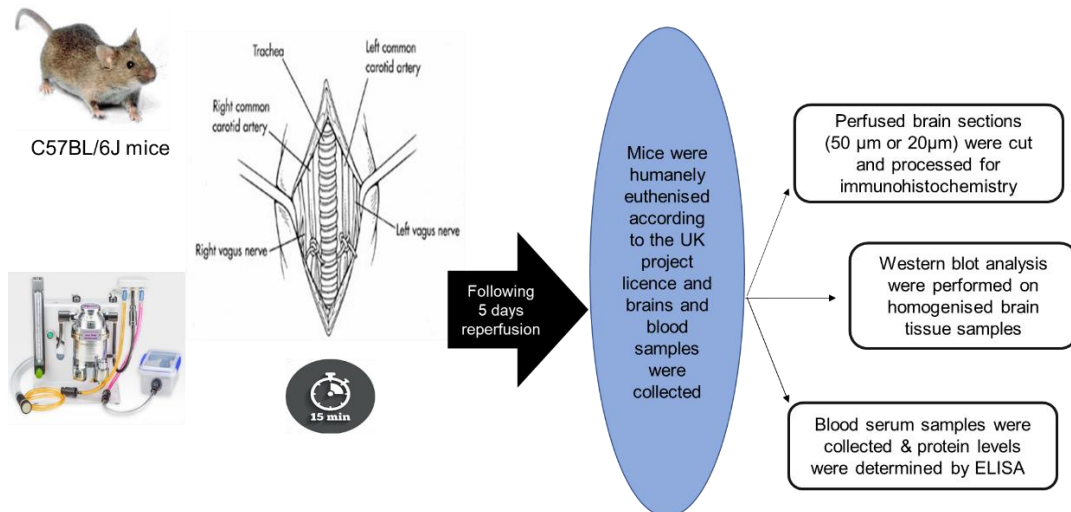 C57BL/6J mice
Trachea
Left common
carotid artery
Right common
carotid artery
Right vagus nerve
Left vagus nerve
15 min
Following
5 days
reperfusion
Mice were
humanely
euthenised
according
to the UK
project
licence and
brains and
blood
samples
were
collected
Perfused brain sections
(50 µm or 20µm) were cut
and processed for
immunohistochemistry
Western blot analysis
were performed on
homogenised brain
tissue samples
Blood serum samples were
collected & protein levels
were determined by ELISA